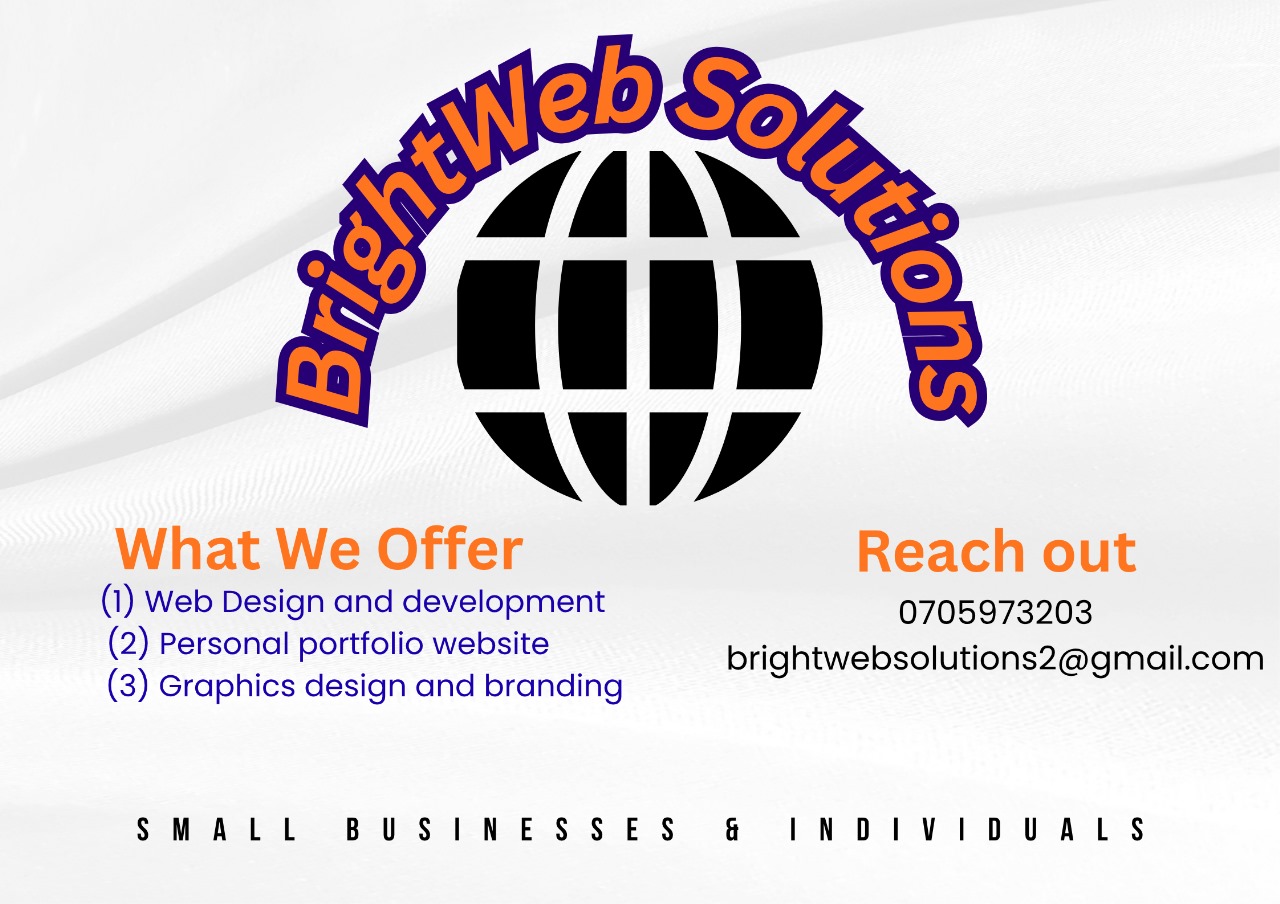 BrightWeb Solutions
What We Offer
(1) Web Design and development
(2) Personal portfolio website
(3) Graphics design and branding
Reach out
0705973203
brightwebsolutions2@gmail.com
SMALL BUSINESSES & INDIVIDUALS